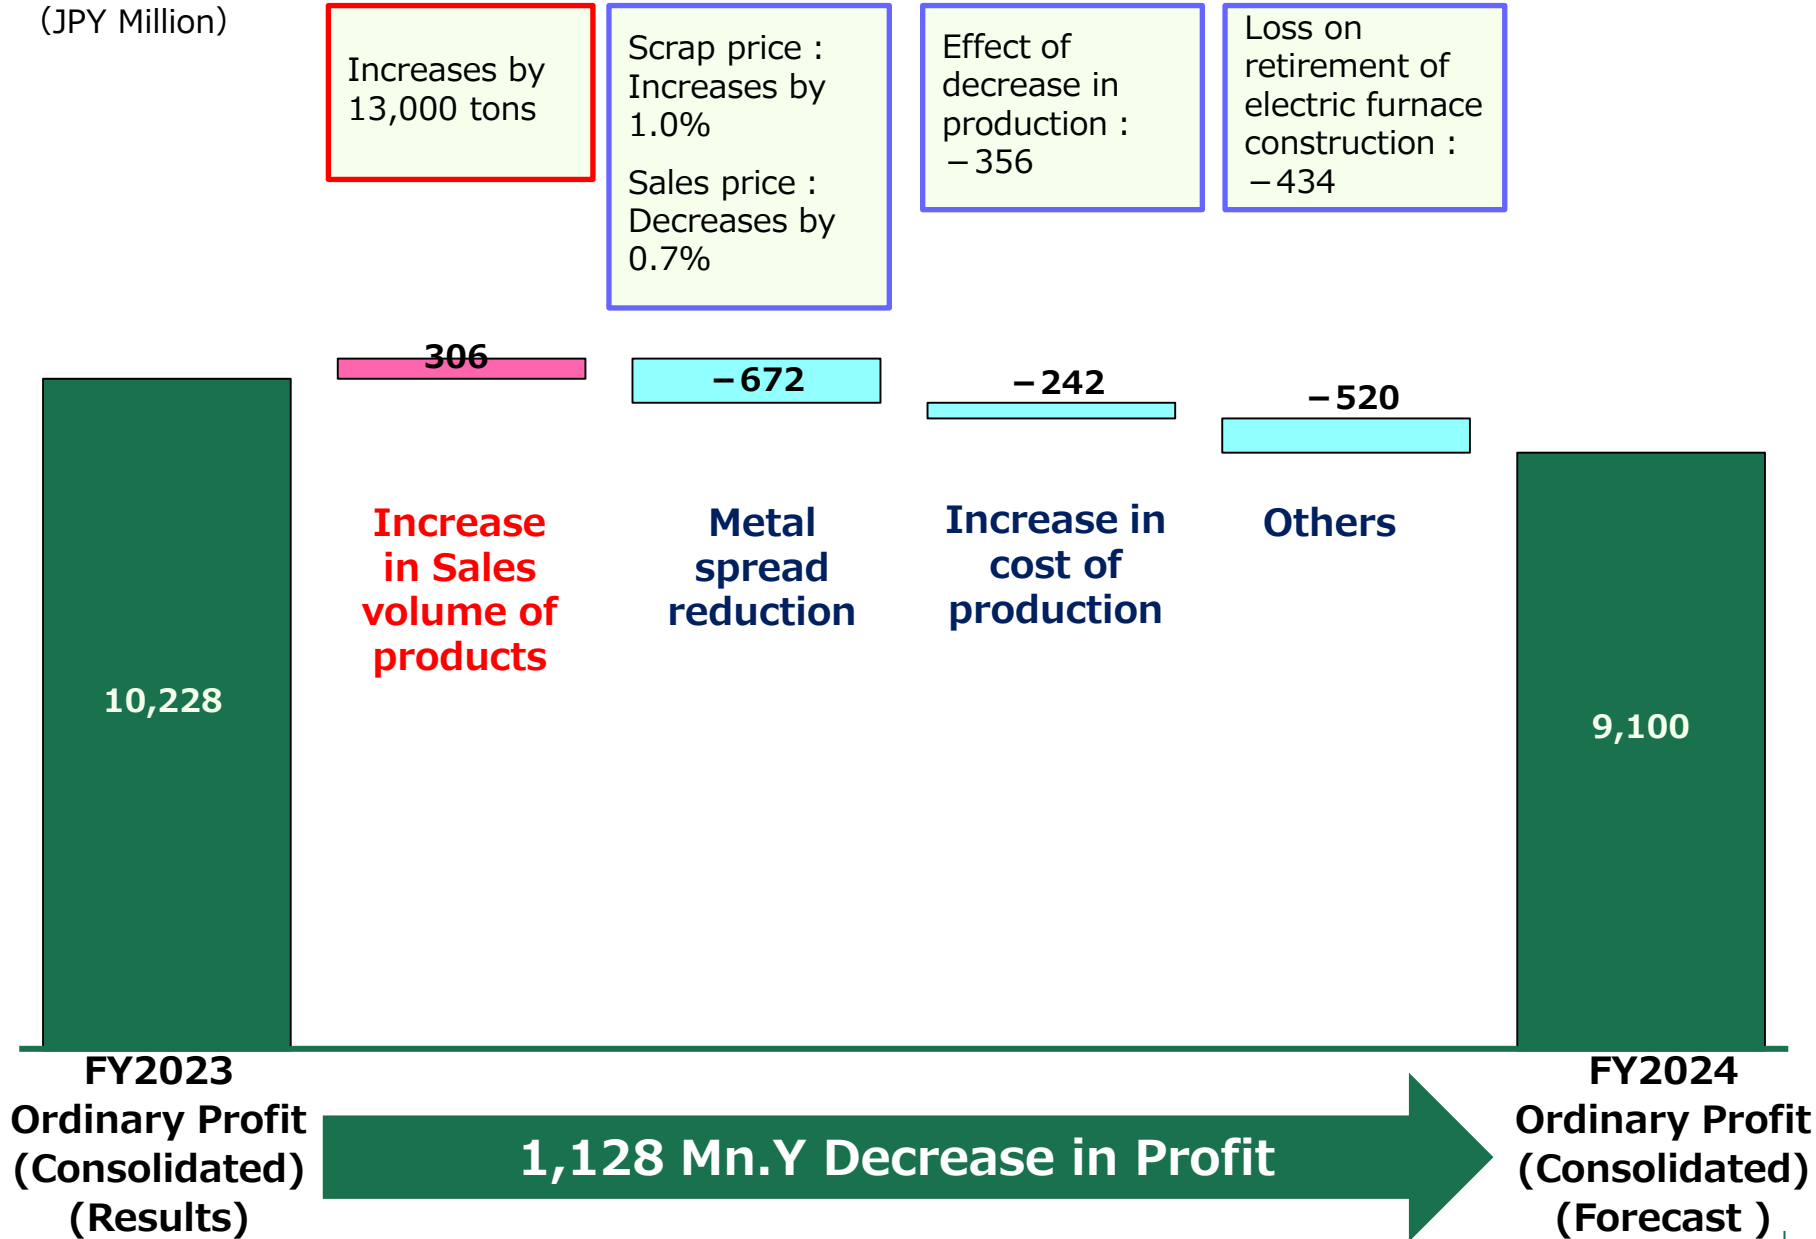 （JPY Million）
Increases by
13,000 tons
Scrap price :
Increases by
1.0%
Sales price :
Decreases by
0.7%
Effect of
decrease in
production :
－356
Loss on
retirement of
electric furnace
construction :
－434
306
－672
－242
－520
Increase
in Sales
volume of
products
Metal
spread
reduction
Increase in
cost of
production
Others
10,228
9,100
FY2023
Ordinary Profit
(Consolidated)
(Results)
1,128 Mn.Y Decrease in Profit
FY2024
Ordinary Profit
(Consolidated)
(Forecast )